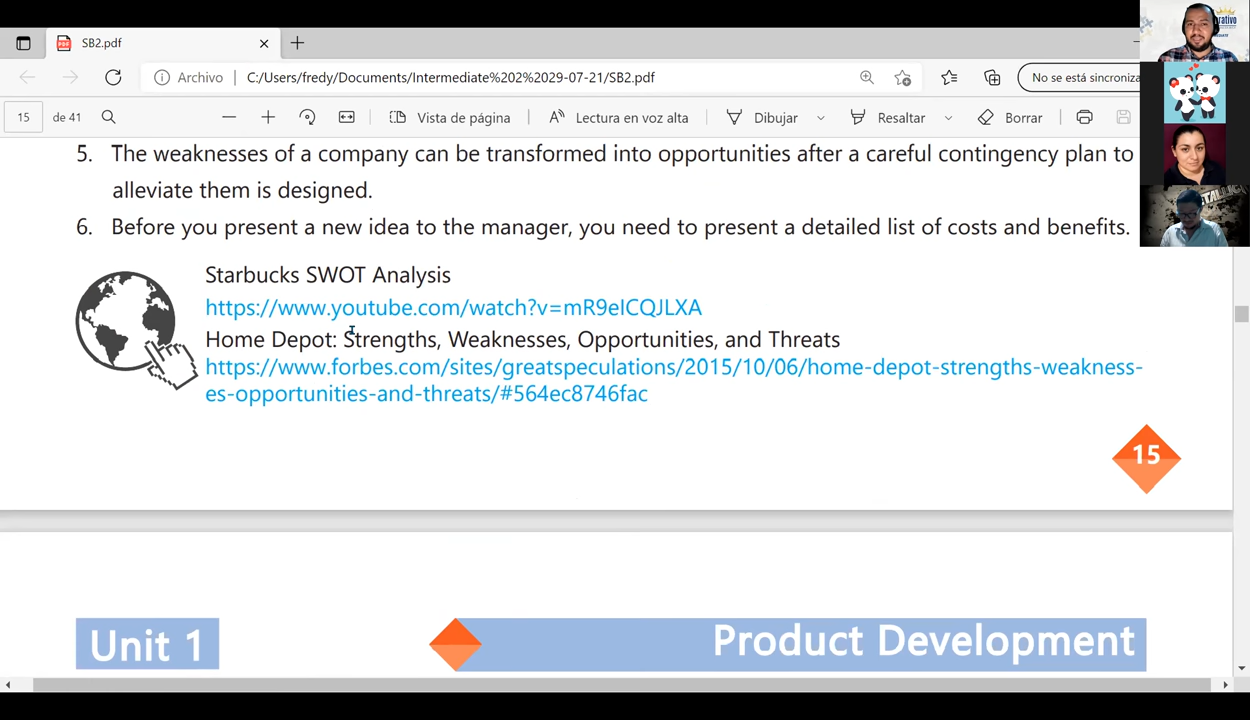 SB2.pdf
Archivo
C:/Users/fredy/Documents/Intermediate%202%2029-07-21/SB2.pdf
No se está sincroniza
15 de 41
Vista de página
Lectura en voz alta
Dibujar
Resaltar
Borrar
5. The weaknesses of a company can be transformed into opportunities after a careful contingency plan to
alleviate them is designed.
6. Before you present a new idea to the manager, you need to present a detailed list of costs and benefits.
Starbucks SWOT Analysis
https://www.youtube.com/watch?v=mR9eICQJLXA
Home Depot: Strengths, Weaknesses, Opportunities, and Threats
https://www.forbes.com/sites/greatspeculations/2015/10/06/home-depot-strengths-weakness-
es-opportunities-and-threats/#564ec8746fac
15
Unit 1
Product Development